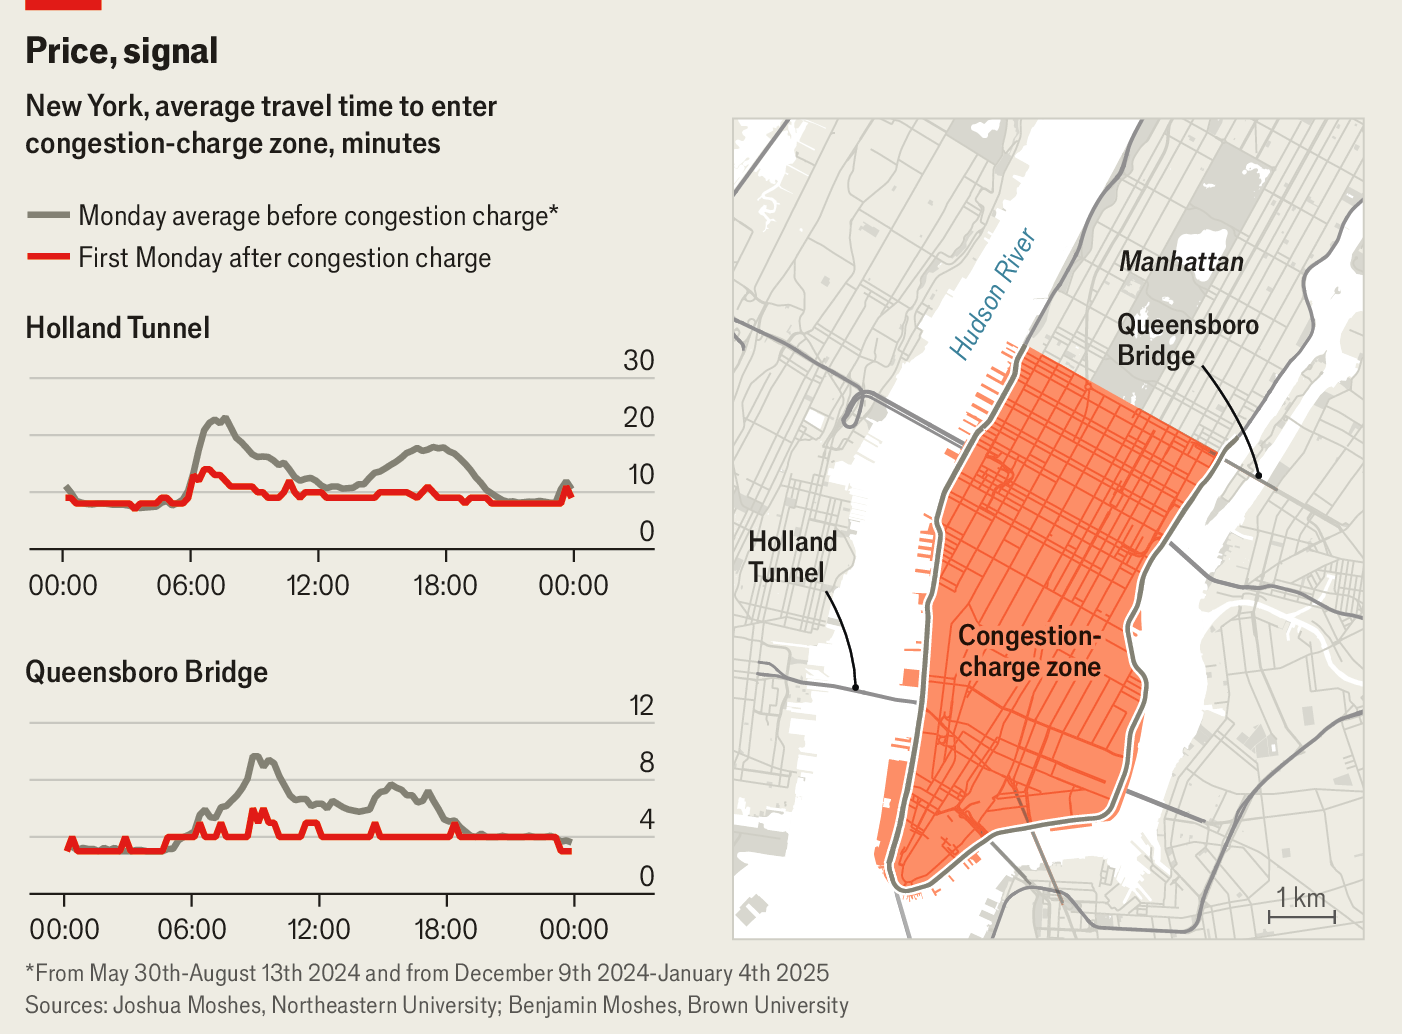 Price, signal
New York, average travel time to enter
congestion-charge zone, minutes
Monday average before congestion charge*
First Monday after congestion charge
Holland Tunnel
30
20
10
0
00:00 06:00 12:00 18:00 00:00
Queensboro Bridge
12
8
4
0
00:00 06:00 12:00 18:00 00:00
Hudson River
Manhattan
Queensboro
Bridge
Holland
Tunnel
Congestion-
charge zone
1 km
*From May 30th-August 13th 2024 and from December 9th 2024-January 4th 2025
Sources: Joshua Moshes, Northeastern University; Benjamin Moshes, Brown University